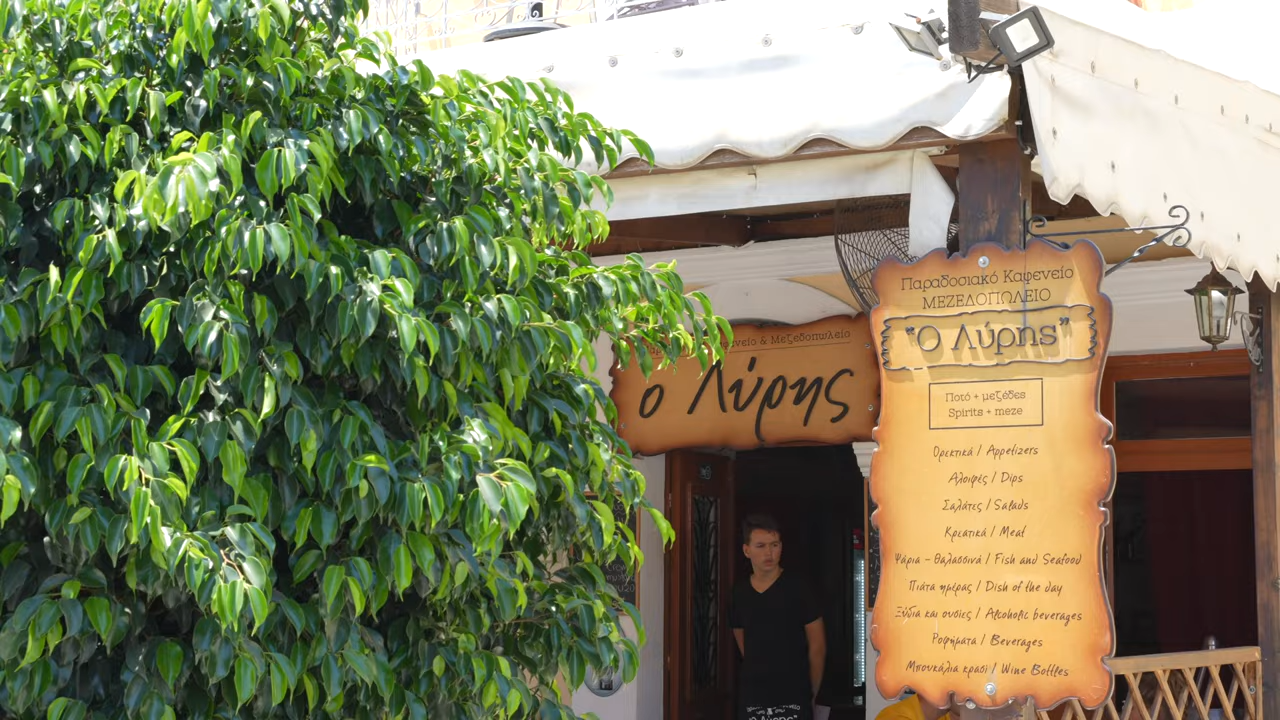 Παραδοσιακό Καφενείο
ΜΕΖΕΔΟΠΩΛΕΙΟ
"Ο Λύρης"
Ποτό + μεζέδες
Spirits + meze
Ορεκτικά / Appetizers
Αλοιφές / Dips
Σαλάτες / Salads
Κρεατικά / Meat
Ψάρια - θαλασσινά / Fish and Seafood
Πιάτα ημέρας / Dish of the day
Ξύδια και ουσίες / Alcoholic beverages
Ροφήματα / Beverages
Μπουκάλια κρασί / Wine Bottles
& Μεζεδοπωλείο
ο Λύρης
"Ο Λύρης"